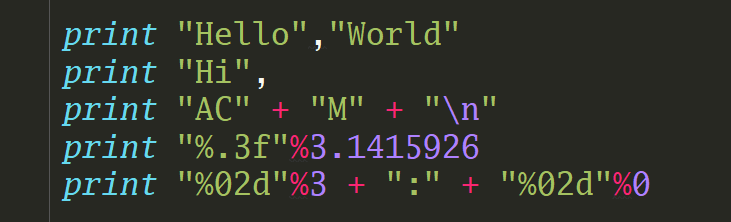 print "Hello","World"
print "Hi",
print "AC" + "M" + "\n"
print "%.3f"%3.1415926
print "%02d"%3 + ":" + "%02d"%0